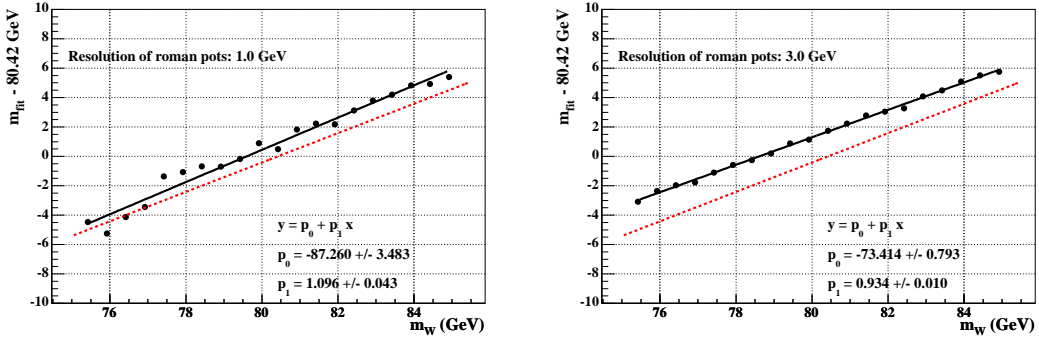 m_fit - 80.42 GeV
10
8
6
4
2
0
-2
-4
-6
-8
-10
Resolution of roman pots: 1.0 GeV
y = p_0 + p_1 x
p_0 = -87.260 +/- 3.483
p_1 = 1.096 +/- 0.043
76 78 80 82 84
m_W (GeV)
m_fit - 80.42 GeV
10
8
6
4
2
0
-2
-4
-6
-8
-10
Resolution of roman pots: 3.0 GeV
y = p_0 + p_1 x
p_0 = -73.414 +/- 0.793
p_1 = 0.934 +/- 0.010
76 78 80 82 84
m_W (GeV)